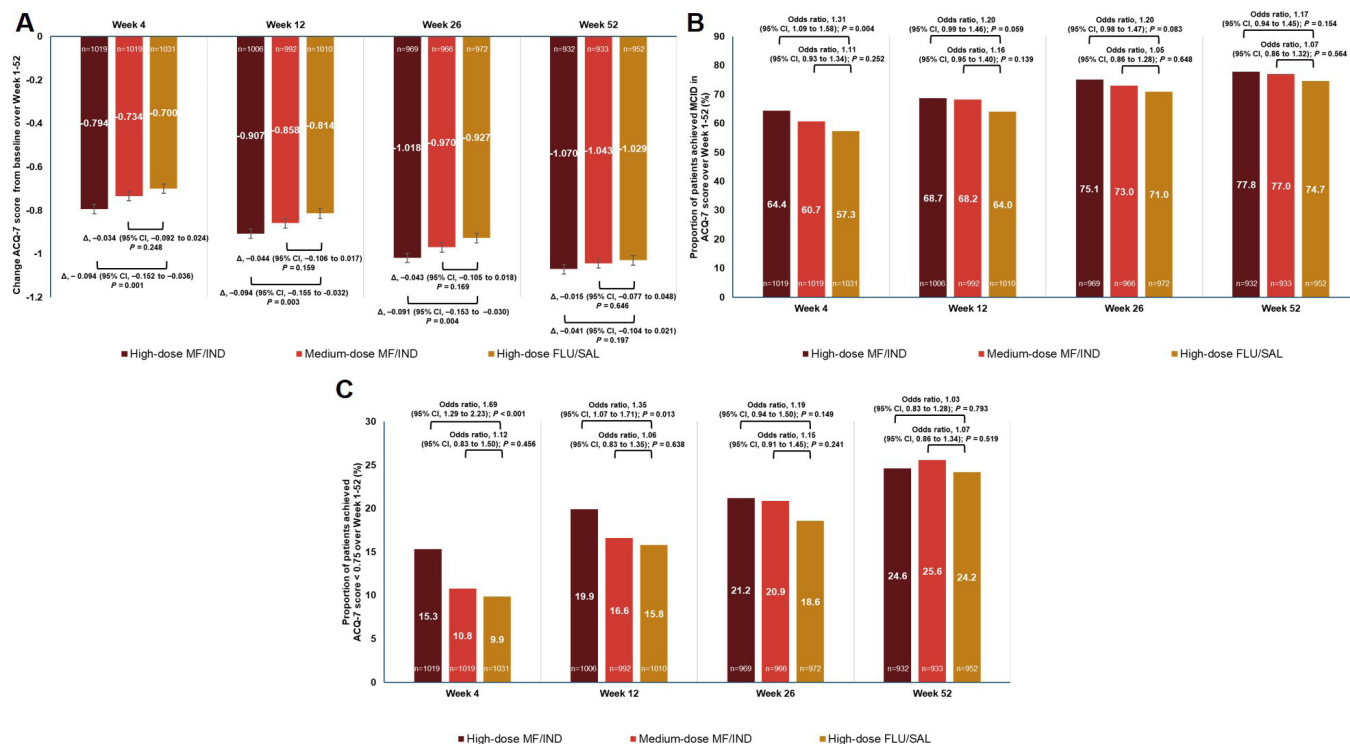 A
Week 4
Week 12
Week 26
Week 52
Change ACQ-7 score from baseline over Week 1-52
0
-0.2
-0.4
-0.6
-0.8
-1
-1.2
n=1019 n=1019 n=1031
n=1006 n=992 n=1010
n=969 n=966 n=972
n=932 n=933 n=952
-0.794 -0.734 -0.700
-0.907 -0.858 -0.814
-1.018 -0.970 -0.927
-1.070 -1.043 -1.029
Δ, −0.034 (95% CI, −0.092 to 0.024)
P = 0.248
Δ, − 0.094 (95% CI, −0.152 to −0.036)
P = 0.001
Δ, −0.044 (95% CI, −0.106 to 0.017)
P = 0.159
Δ, −0.094 (95% CI, −0.155 to −0.032)
P = 0.003
Δ, −0.043 (95% CI, −0.105 to 0.018)
P = 0.169
Δ, −0.091 (95% CI, −0.153 to −0.030)
P = 0.004
Δ, −0.015 (95% CI, −0.077 to 0.048)
P = 0.646
Δ, −0.041 (95% CI, −0.104 to 0.021)
P = 0.197
High-dose MF/IND
Medium-dose MF/IND
High-dose FLU/SAL
B
Odds ratio, 1.31
(95% CI, 1.09 to 1.58); P = 0.004
Odds ratio, 1.11
(95% CI, 0.93 to 1.34); P = 0.252
Odds ratio, 1.20
(95% CI, 0.99 to 1.46); P = 0.059
Odds ratio, 1.16
(95% CI, 0.95 to 1.40); P = 0.139
Odds ratio, 1.20
(95% CI, 0.98 to 1.47); P = 0.083
Odds ratio, 1.05
(95% CI, 0.86 to 1.28); P = 0.648
Odds ratio, 1.17
(95% CI, 0.94 to 1.45); P = 0.154
Odds ratio, 1.07
(95% CI, 0.86 to 1.32); P = 0.564
Proportion of patients achieved MCID in
ACQ-7 score over Week 1-52 (%)
90
80
70
60
50
40
30
20
10
0
64.4 60.7 57.3
68.7 68.2 64.0
75.1 73.0 71.0
77.8 77.0 74.7
n=1019 n=1019 n=1031
n=1006 n=992 n=1010
n=969 n=966 n=972
n=932 n=933 n=952
Week 4
Week 12
Week 26
Week 52
High-dose MF/IND
Medium-dose MF/IND
High-dose FLU/SAL
C
Odds ratio, 1.69
(95% CI, 1.29 to 2.23); P < 0.001
Odds ratio, 1.12
(95% CI, 0.83 to 1.50); P = 0.456
Odds ratio, 1.35
(95% CI, 1.07 to 1.71); P = 0.013
Odds ratio, 1.06
(95% CI, 0.83 to 1.35); P = 0.638
Odds ratio, 1.19
(95% CI, 0.94 to 1.50); P = 0.149
Odds ratio, 1.15
(95% CI, 0.91 to 1.45); P = 0.241
Odds ratio, 1.03
(95% CI, 0.83 to 1.28); P = 0.793
Odds ratio, 1.07
(95% CI, 0.86 to 1.34); P = 0.519
Proportion of patients achieved
ACQ-7 score < 0.75 over Week 1-52 (%)
30
25
20
15
10
5
0
15.3 10.8 9.9
19.9 16.6 15.8
21.2 20.9 18.6
24.6 25.6 24.2
n=1019 n=1019 n=1031
n=1006 n=992 n=1010
n=969 n=966 n=972
n=932 n=933 n=952
Week 4
Week 12
Week 26
Week 52
High-dose MF/IND
Medium-dose MF/IND
High-dose FLU/SAL